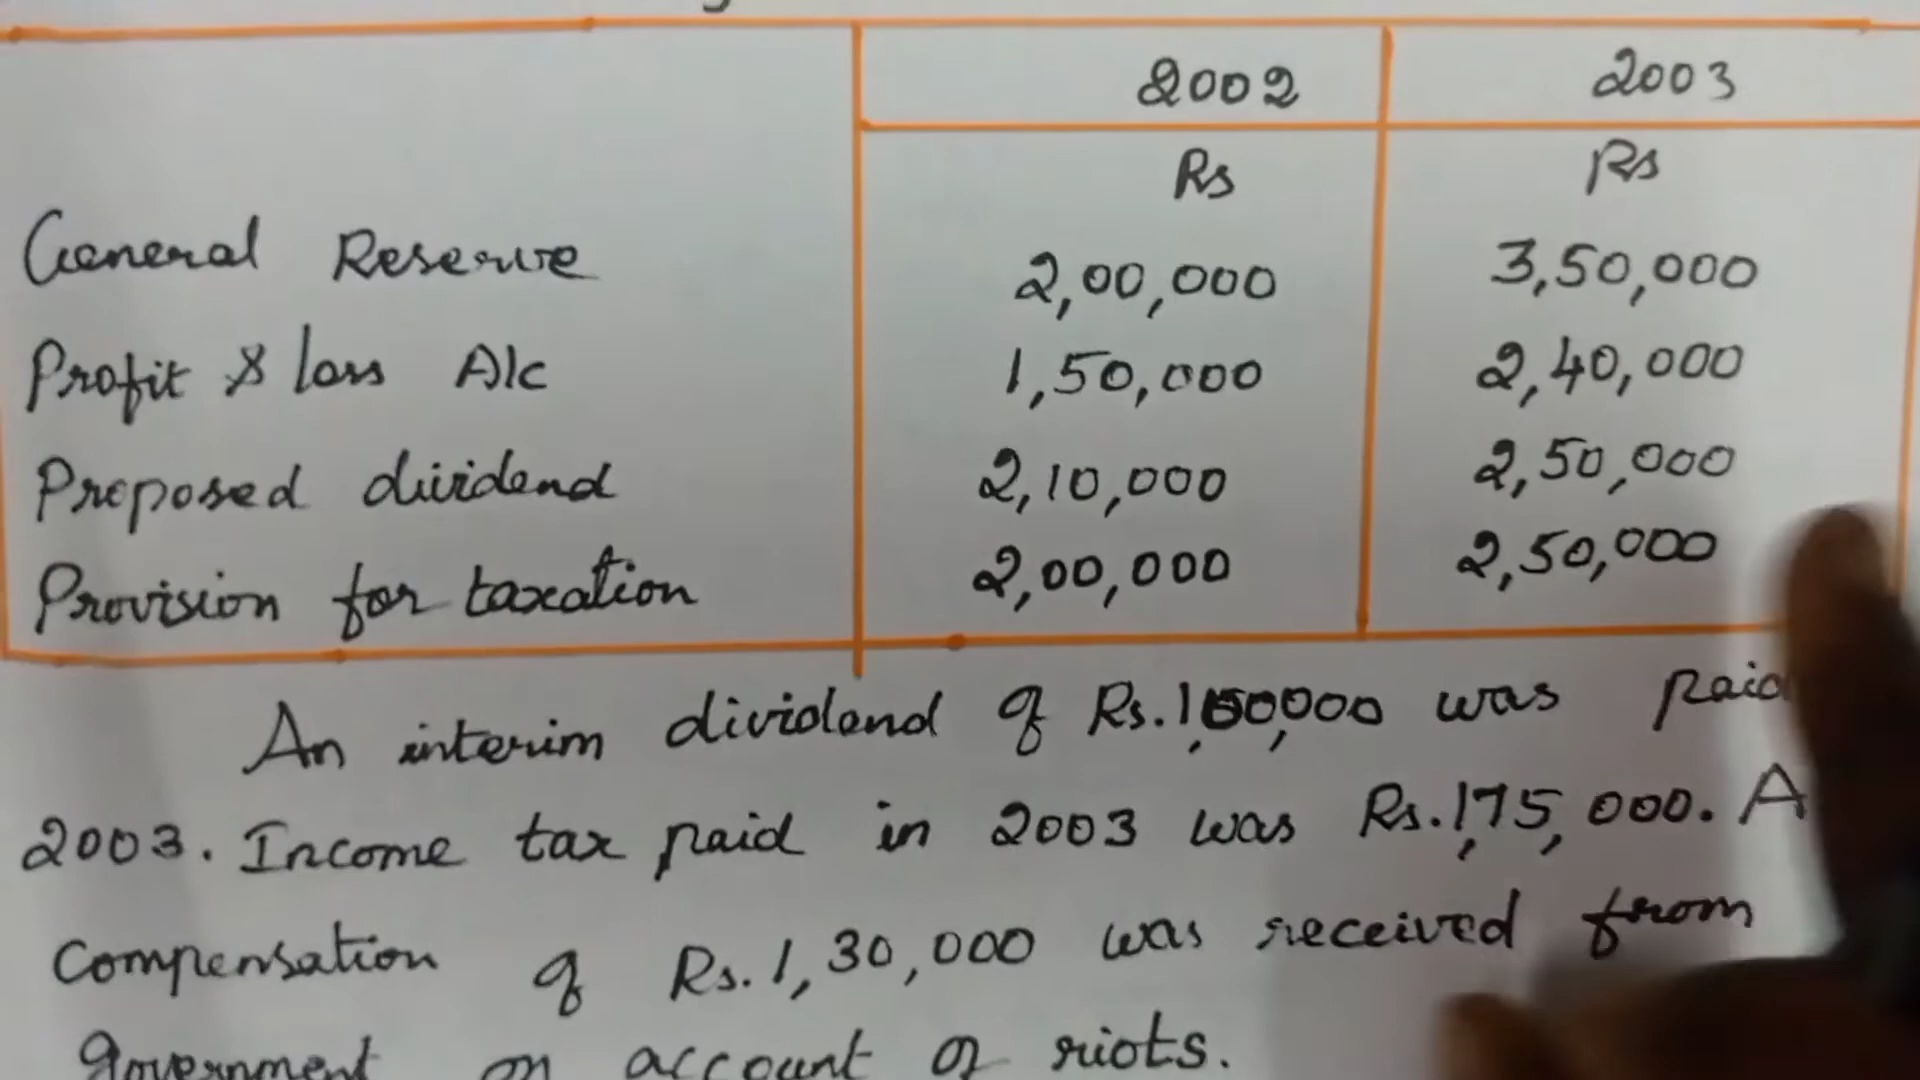 2002 2003
Rs Rs
General Reserve 2,00,000 3,50,000
Profit & loss A/c 1,50,000 2,40,000
Proposed dividend 2,10,000 2,50,000
Provision for taxation 2,00,000 2,50,000
An interim dividend of Rs. was paid
2003. Income tax paid in 2003 was Rs.1,75,000. A
Compensation of Rs. 1,30,000 was received from
Government on account of riots.